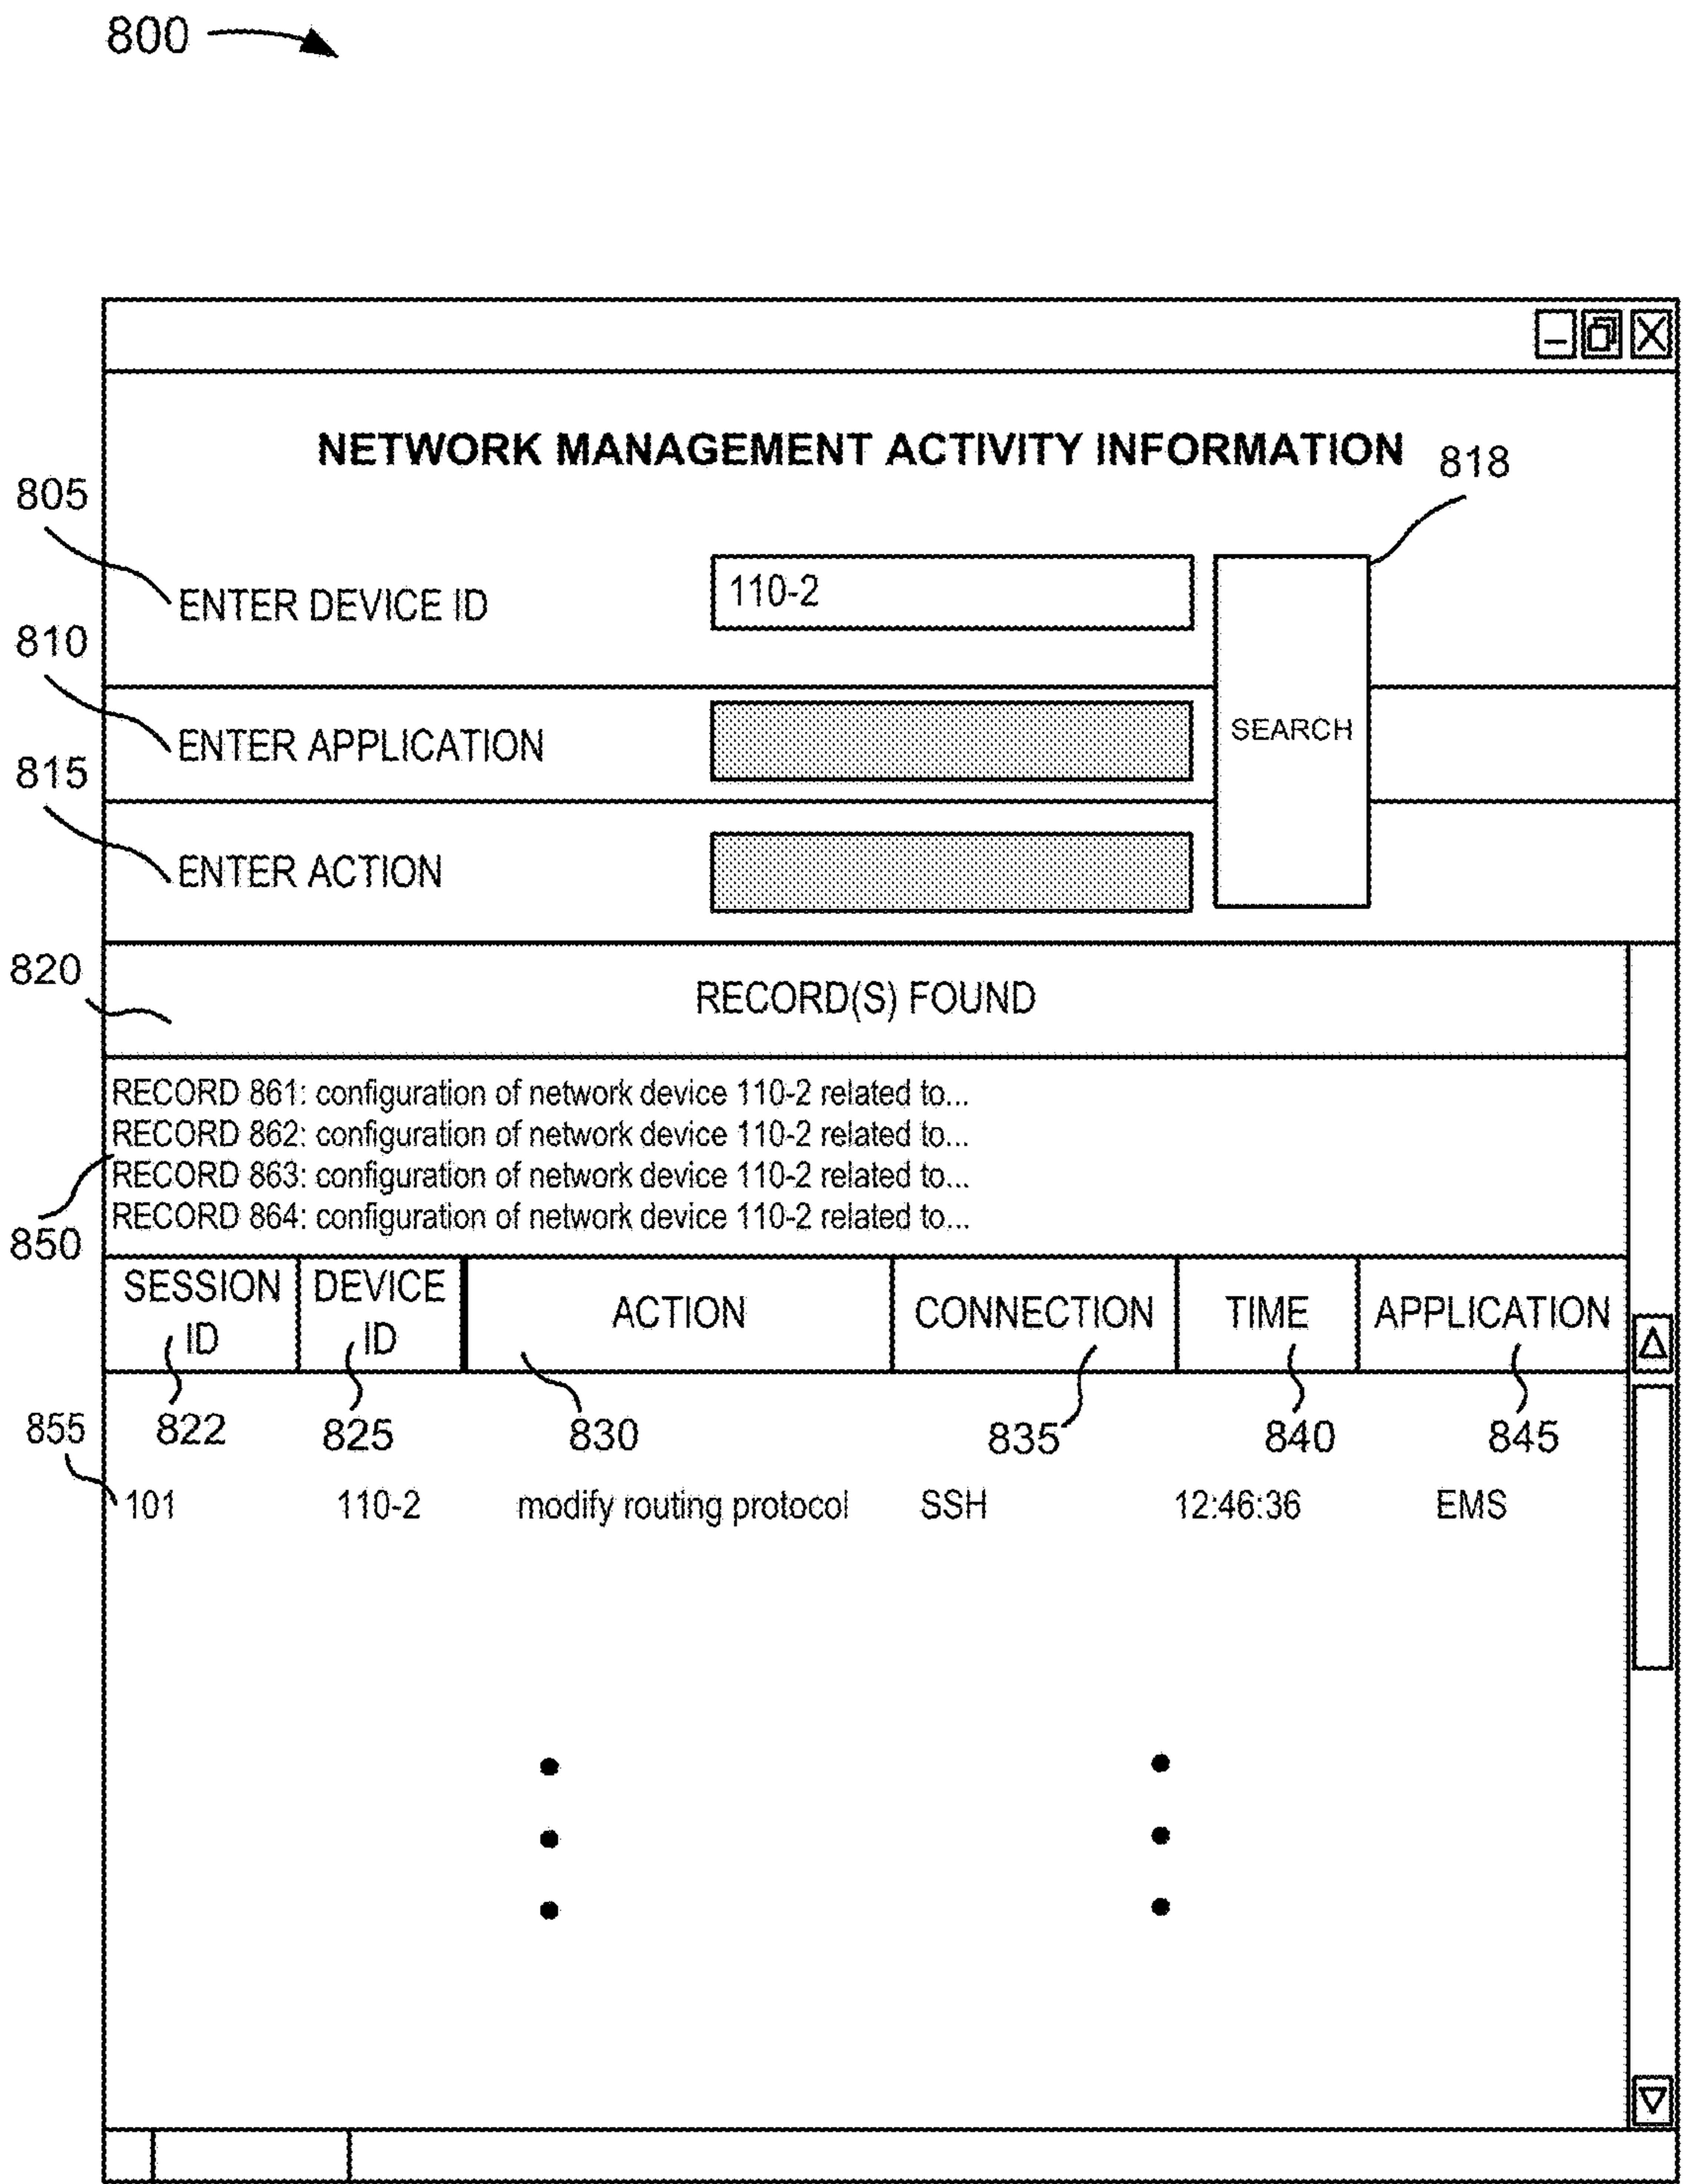 800
NETWORK MANAGEMENT ACTIVITY INFORMATION
818
805
ENTER DEVICE ID
110-2
810
ENTER APPLICATION
SEARCH
815
ENTER ACTION
820
RECORD(S) FOUND
RECORD 861: configuration of network device 110-2 related to...
RECORD 862: configuration of network device 110-2 related to...
RECORD 863: configuration of network device 110-2 related to...
RECORD 864: configuration of network device 110-2 related to...
850
SESSION ID
DEVICE ID
ACTION
CONNECTION
TIME
APPLICATION
855
822
825
830
835
840
845
101 110-2 modify routing protocol SSH 12:46:36 EMS